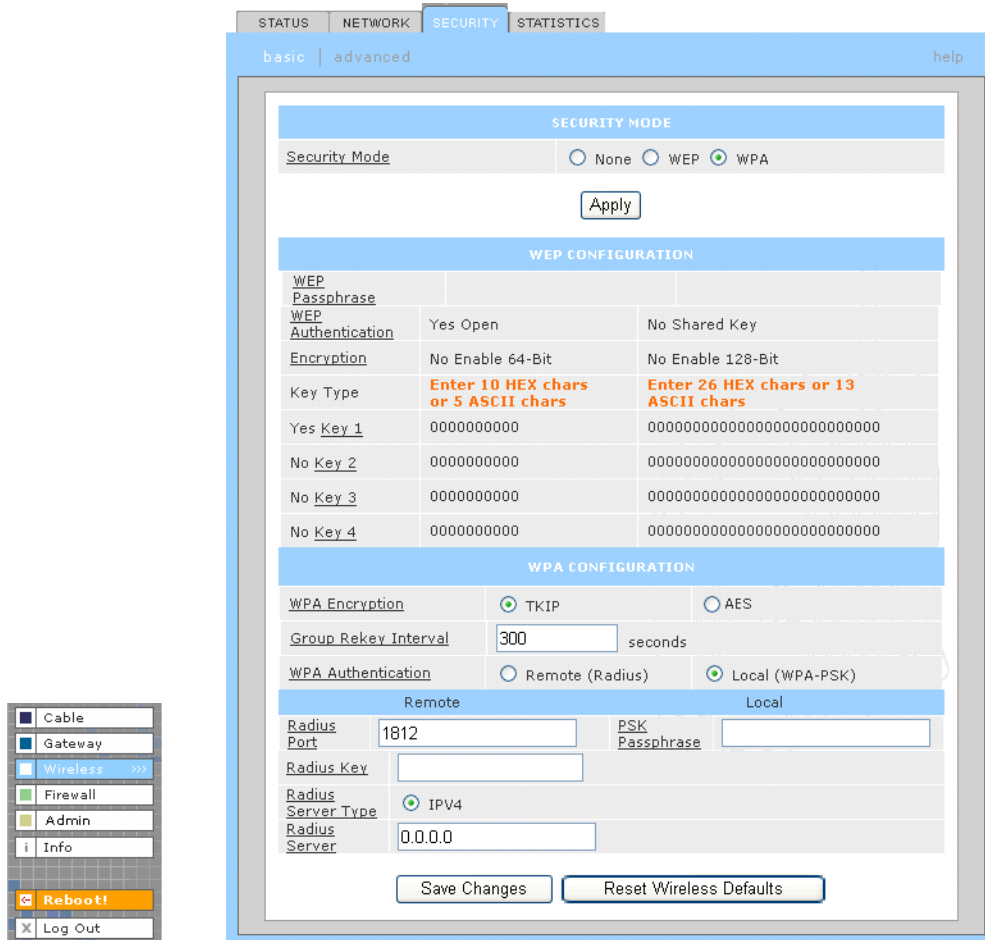 STATUS NETWORK SECURITY STATISTICS
basic | advanced help
SECURITY MODE
Security Mode None WEP WPA
Apply
WEP CONFIGURATION
WEP
Passphrase
WEP
Authentication Yes Open No Shared Key
Encryption No Enable 64-Bit No Enable 128-Bit
Key Type Enter 10 HEX chars
or 5 ASCII chars Enter 26 HEX chars or 13
ASCII chars
Yes Key 1 0000000000 00000000000000000000000000
No Key 2 0000000000 00000000000000000000000000
No Key 3 0000000000 00000000000000000000000000
No Key 4 0000000000 00000000000000000000000000
WPA CONFIGURATION
WPA Encryption TKIP AES
Group Rekey Interval 300 seconds
WPA Authentication Remote (Radius) Local (WPA-PSK)
Remote Local
Radius
Port 1812 PSK
Passphrase
Radius Key
Radius
Server Type IPV4
Radius
Server 0.0.0.0
Save Changes Reset Wireless Defaults
Cable
Gateway
Wireless >>>
Firewall
Admin
i Info
Reboot!
X Log Out